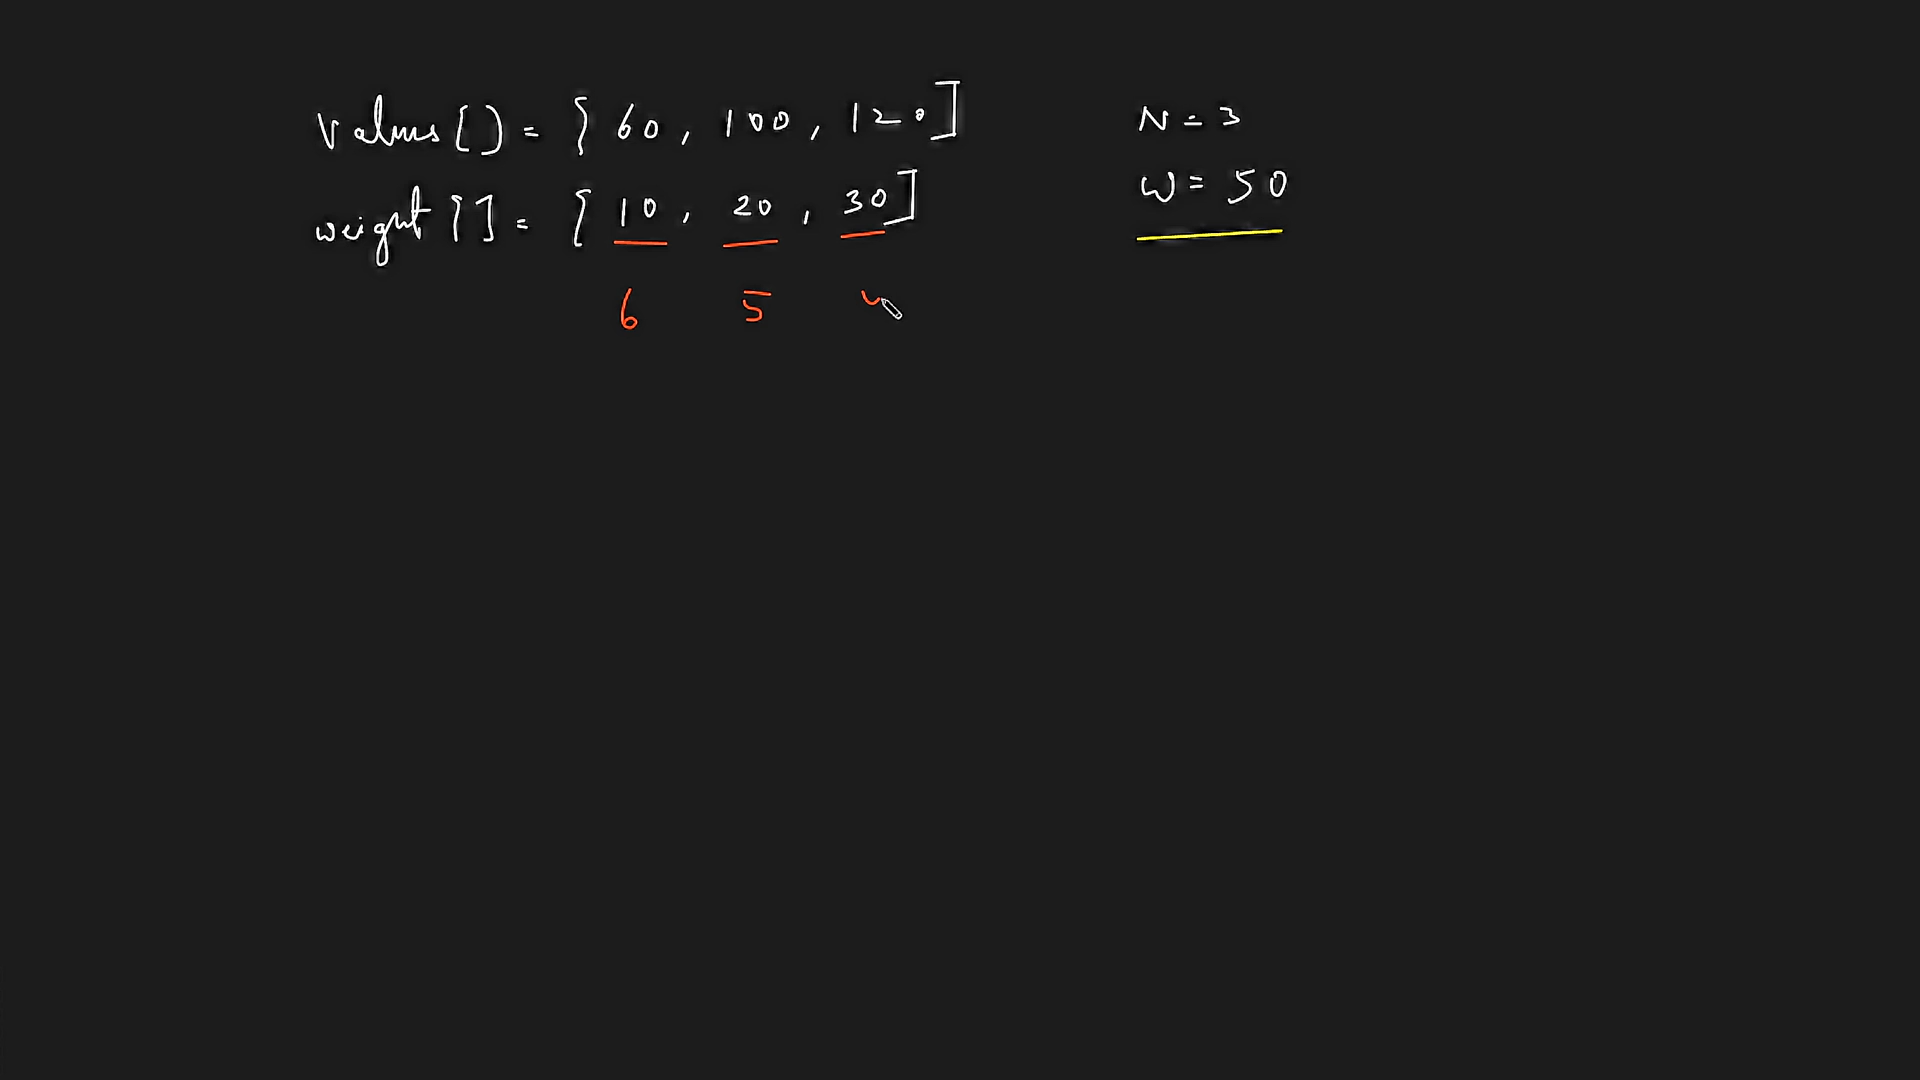 values[] = { 60, 100, 120]
weight[] = { 10, 20, 30]
6 5
N = 3
W = 50